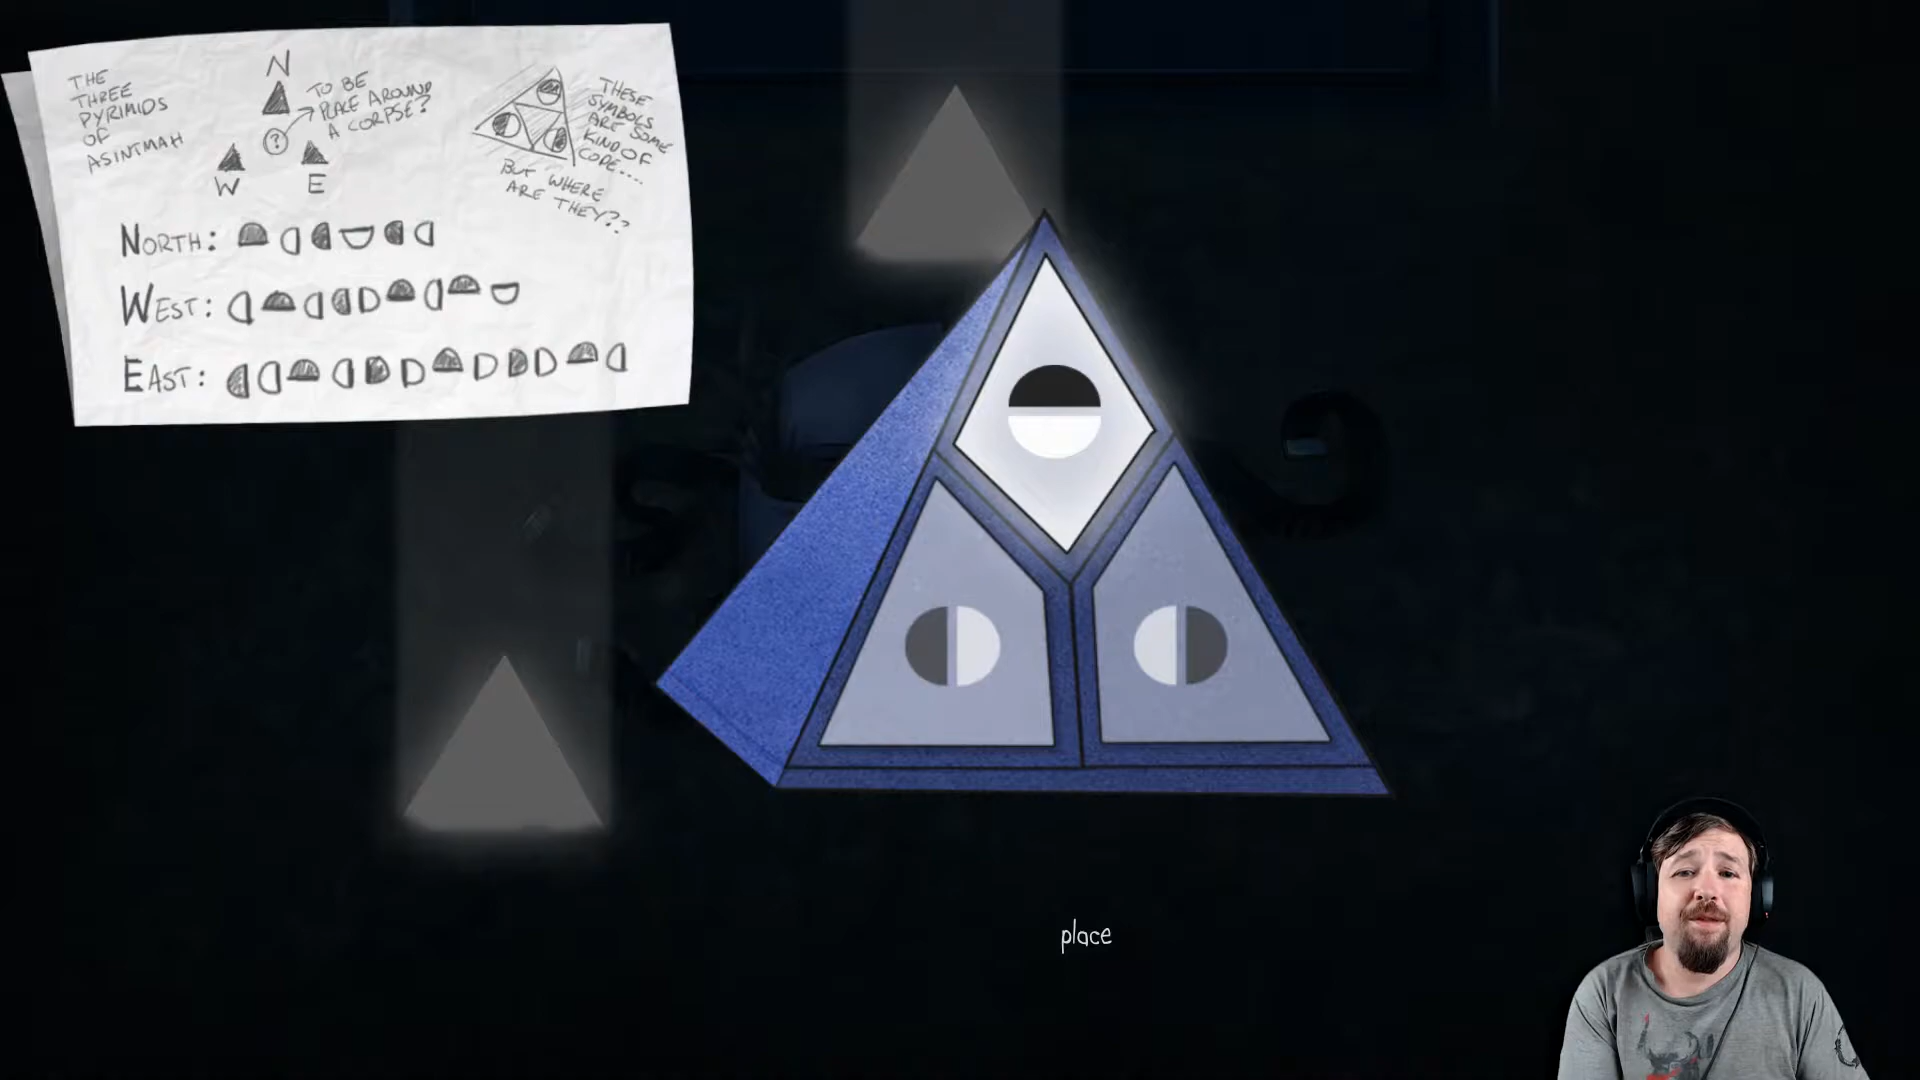 THE
THREE
PYRIMIDS
OF
ASINTMAH
N
TO BE
PLACE AROUND
A CORPSE?
?
W
E
THESE
SYMBOLS
ARE SOME
KIND OF
CODE....
BUT WHERE
ARE THEY??
NORTH:
WEST:
EAST:
place